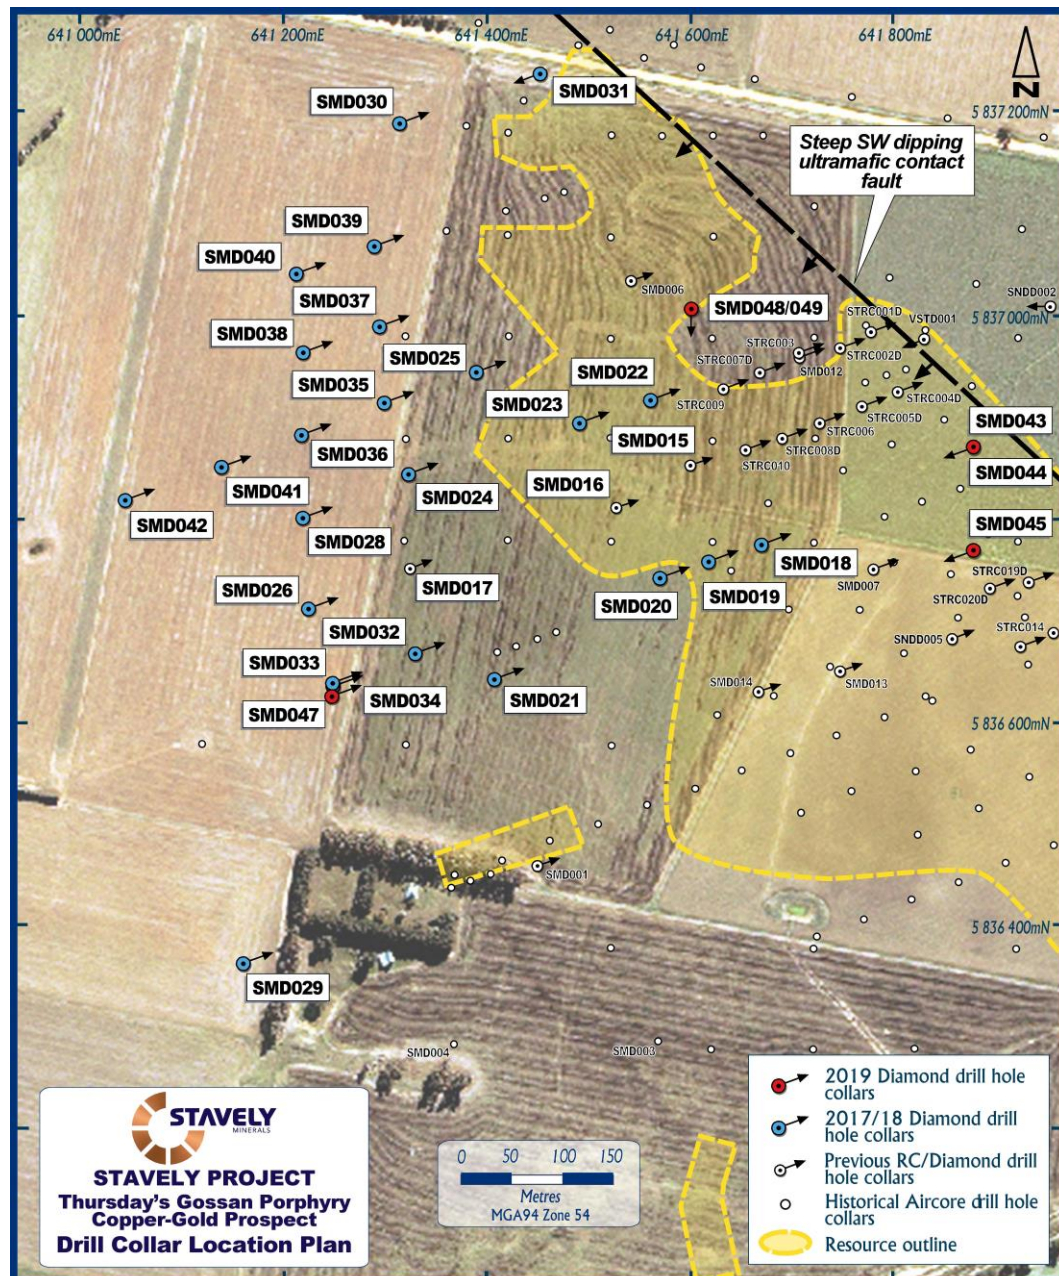 641 000mE
641 200mE
641 400mE
641 600mE
641 800mE
N
SMD030
SMD031
5 837 200mN
Steep SW dipping
ultramafic contact
fault
SMD039
SMD040
SMD037
SMD038
SMD006
SMD048/049
SNDD002
5 837 000mN
STRC001D
VSTD001
STRC003
STRC002D
STRC007D
SMD012
SMD025
SMD022
SMD035
SMD023
STRC009
STRC004D
STRC005D
SMD015
STRC006
SMD043
SMD036
STRC008D
STRC010
SMD044
SMD041
SMD024
SMD016
SMD042
SMD028
SMD045
SMD017
SMD018
SMD007
STRC019D
SMD026
SMD020
SMD019
STRC020D
SMD032
STRC014
SNDD005
SMD033
SMD034
SMD021
SMD014
SMD013
SMD047
5 836 600mN
SMD001
5 836 400mN
SMD029
SMD004
SMD003
STAVELY
MINERALS
STAVELY PROJECT
Thursday's Gossan Porphyry
Copper-Gold Prospect
Drill Collar Location Plan
0 50 100 150
Metres
MGA94 Zone 54
2019 Diamond drill hole
collars
2017/18 Diamond drill
hole collars
Previous RC/Diamond drill
hole collars
Historical Aircore drill hole
collars
Resource outline